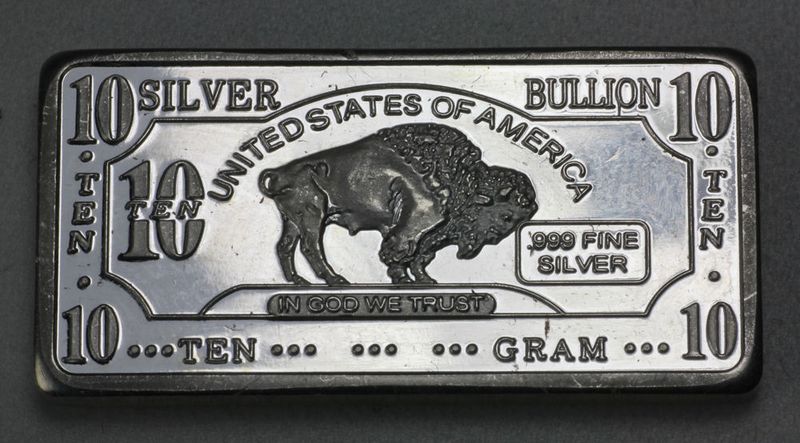 10 SILVER BULLION 10
UNITED STATES OF AMERICA
TEN
10
TEN
TEN
.999 FINE
SILVER
IN GOD WE TRUST
10 ••• TEN ••• •• ••• GRAM ••• 10